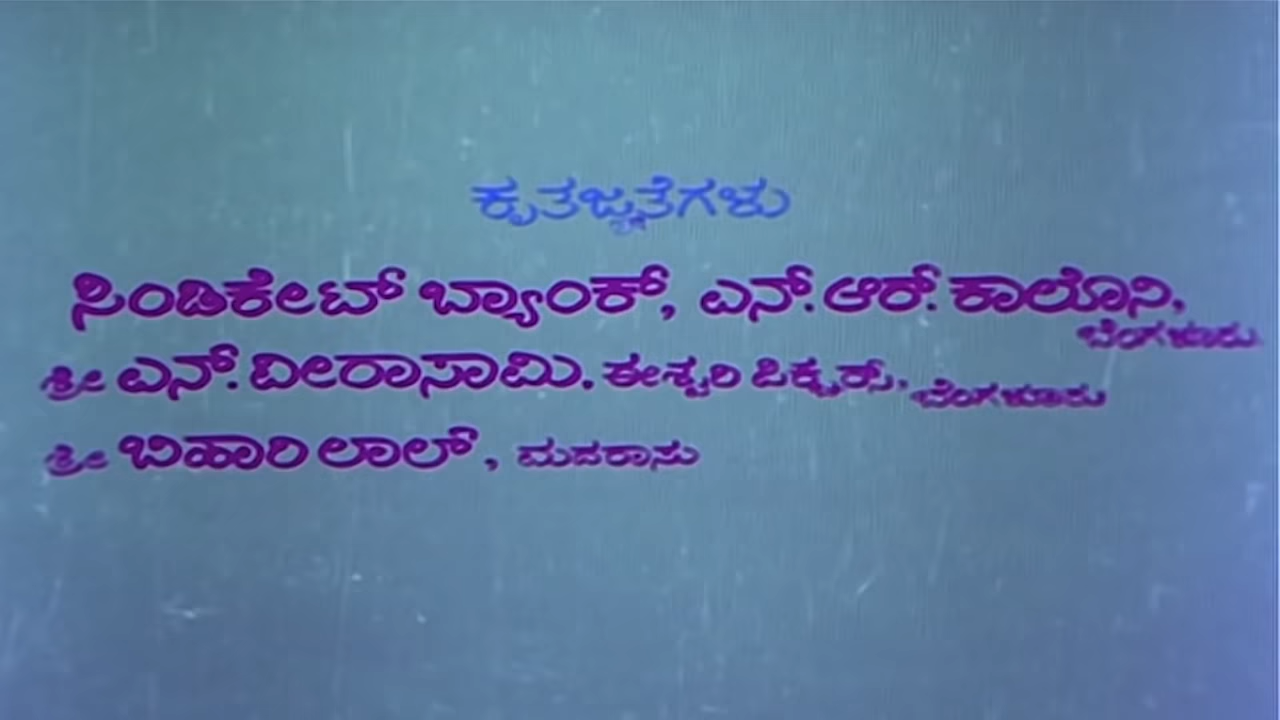 ಕೃತಜ್ಞತೆಗಳು
ಸಿಂಡಿಕೇಟ್ ಬ್ಯಾಂಕ್, ಎನ್. ಆರ್. ಕಾಲೊನಿ,
ಬೆಂಗಳೂರು
ಶ್ರೀ ಎನ್. ವೀರಾಸಾಮಿ. ಈಶ್ವರಿ ಪಿಕ್ಚರ್ಸ್. ಬೆಂಗಳೂರು
ಶ್ರೀ ಬಿಹಾರಿ ಲಾಲ್, ಮದರಾಸು